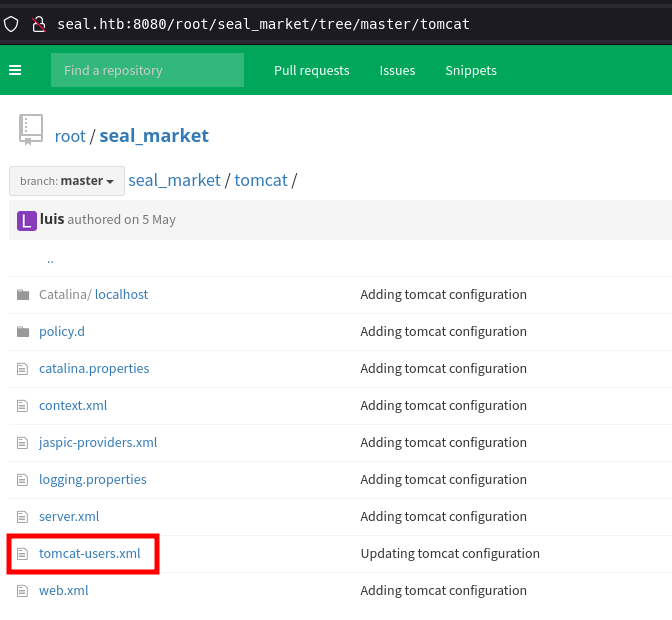 seal.htb:8080/root/seal_market/tree/master/tomcat
Find a repository Pull requests Issues Snippets
root / seal_market
branch: master seal_market / tomcat /
L luis authored on 5 May
..
Catalina/ localhost Adding tomcat configuration
policy.d Adding tomcat configuration
catalina.properties Adding tomcat configuration
context.xml Adding tomcat configuration
jaspic-providers.xml Adding tomcat configuration
logging.properties Adding tomcat configuration
server.xml Adding tomcat configuration
tomcat-users.xml Updating tomcat configuration
web.xml Adding tomcat configuration